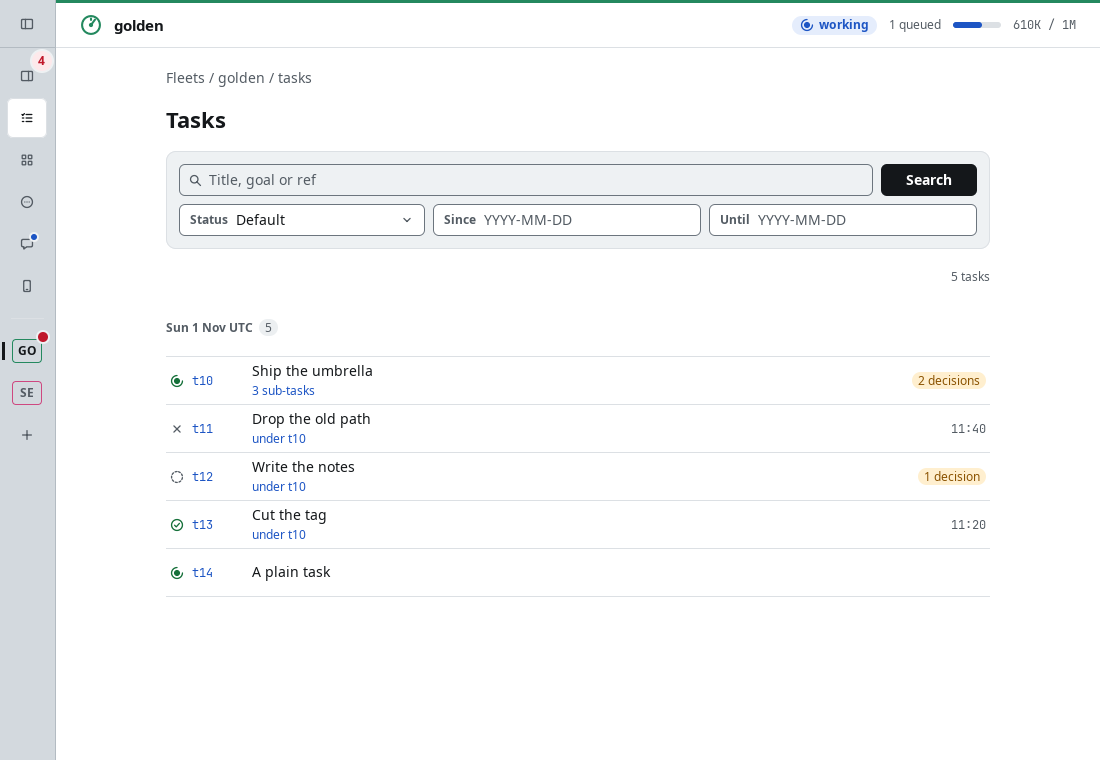 golden
working
1 queued
610K / 1M
4
Fleets / golden / tasks
Tasks
Title, goal or ref
Search
Status Default
Since YYYY-MM-DD
Until YYYY-MM-DD
5 tasks
Sun 1 Nov UTC 5
GO
SE
t10 Ship the umbrella 2 decisions
3 sub-tasks
t11 Drop the old path 11:40
under t10
t12 Write the notes 1 decision
under t10
t13 Cut the tag 11:20
under t10
t14 A plain task